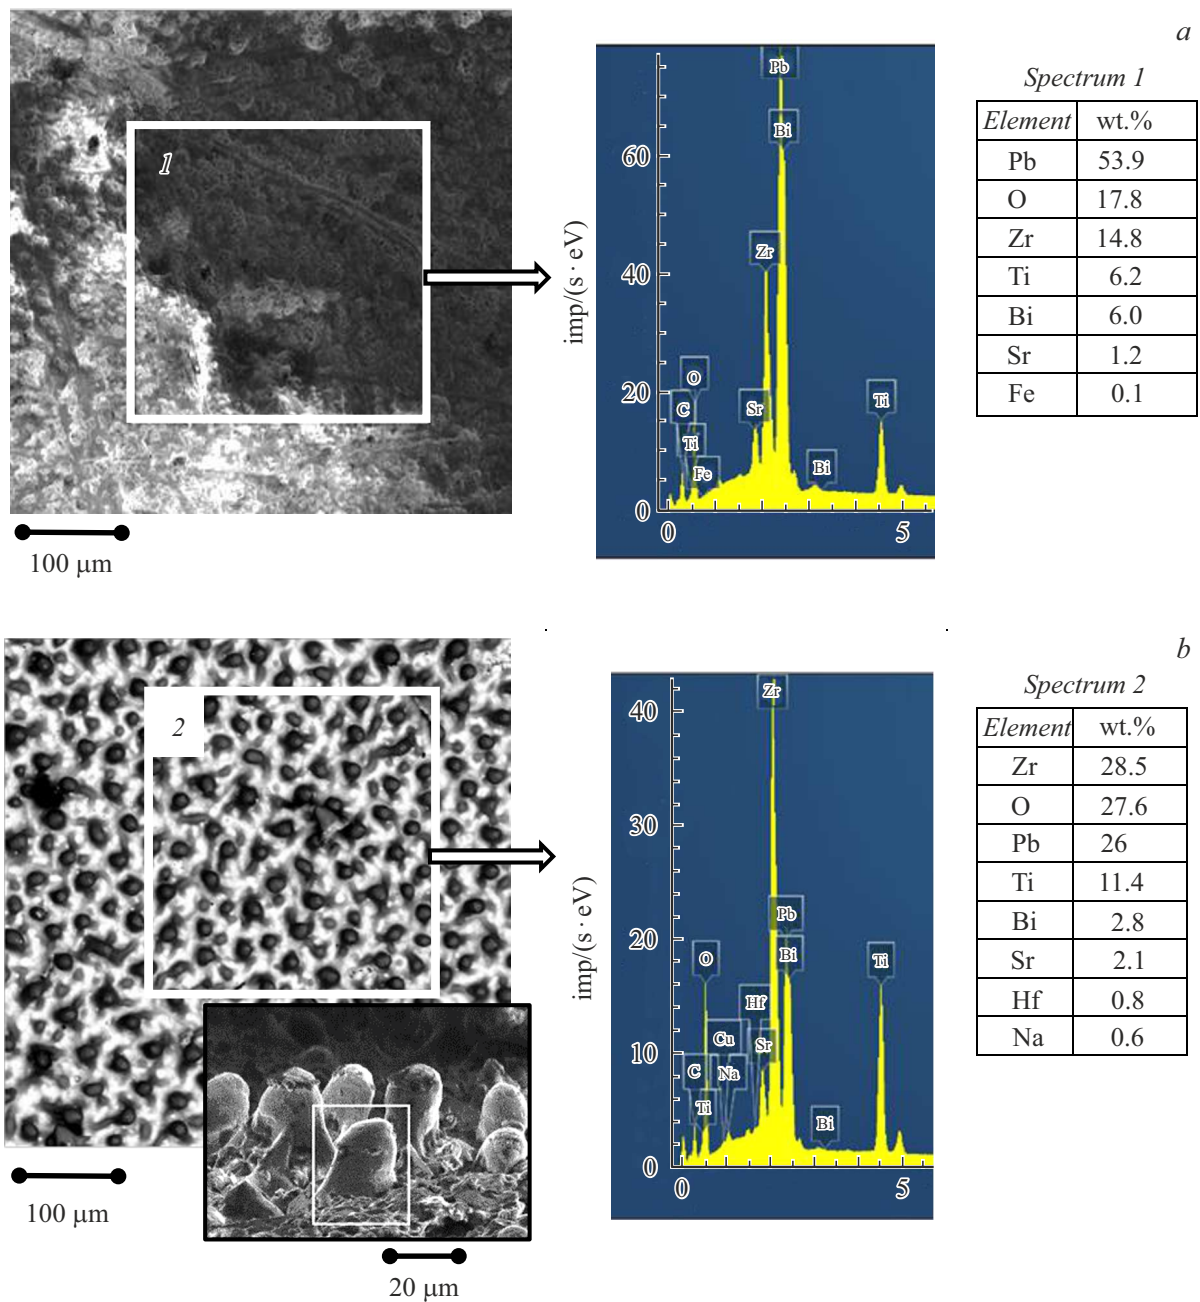 a
1
100 μm
imp/(s · eV)
60
40
20
0
0
5
Pb
Bi
Zr
O
C
Ti
Fe
Sr
Bi
Ti
Spectrum 1
Element wt.%
Pb 53.9
O 17.8
Zr 14.8
Ti 6.2
Bi 6.0
Sr 1.2
Fe 0.1
b
2
100 μm
20 μm
imp/(s · eV)
40
30
20
10
0
0
5
Zr
Pb
Bi
O
Ti
Hf
Cu
Sr
C
Na
Ti
Bi
Spectrum 2
Element wt.%
Zr 28.5
O 27.6
Pb 26
Ti 11.4
Bi 2.8
Sr 2.1
Hf 0.8
Na 0.6